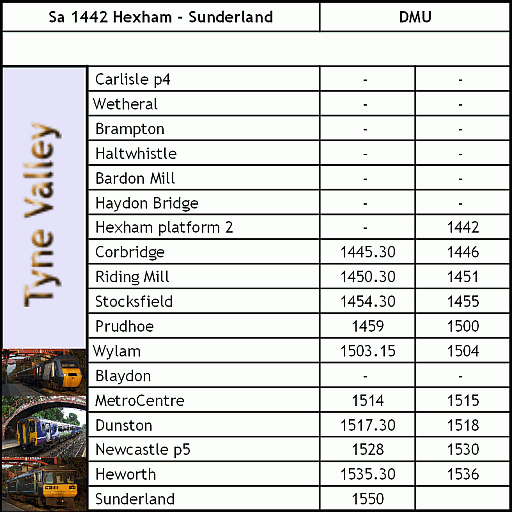 Sa 1442 Hexham - Sunderland DMU
Tyne Valley
Carlisle p4 - -
Wetheral - -
Brampton - -
Haltwhistle - -
Bardon Mill - -
Haydon Bridge - -
Hexham platform 2 - 1442
Corbridge 1445.30 1446
Riding Mill 1450.30 1451
Stocksfield 1454.30 1455
Prudhoe 1459 1500
Wylam 1503.15 1504
Blaydon - -
MetroCentre 1514 1515
Dunston 1517.30 1518
Newcastle p5 1528 1530
Heworth 1535.30 1536
Sunderland 1550